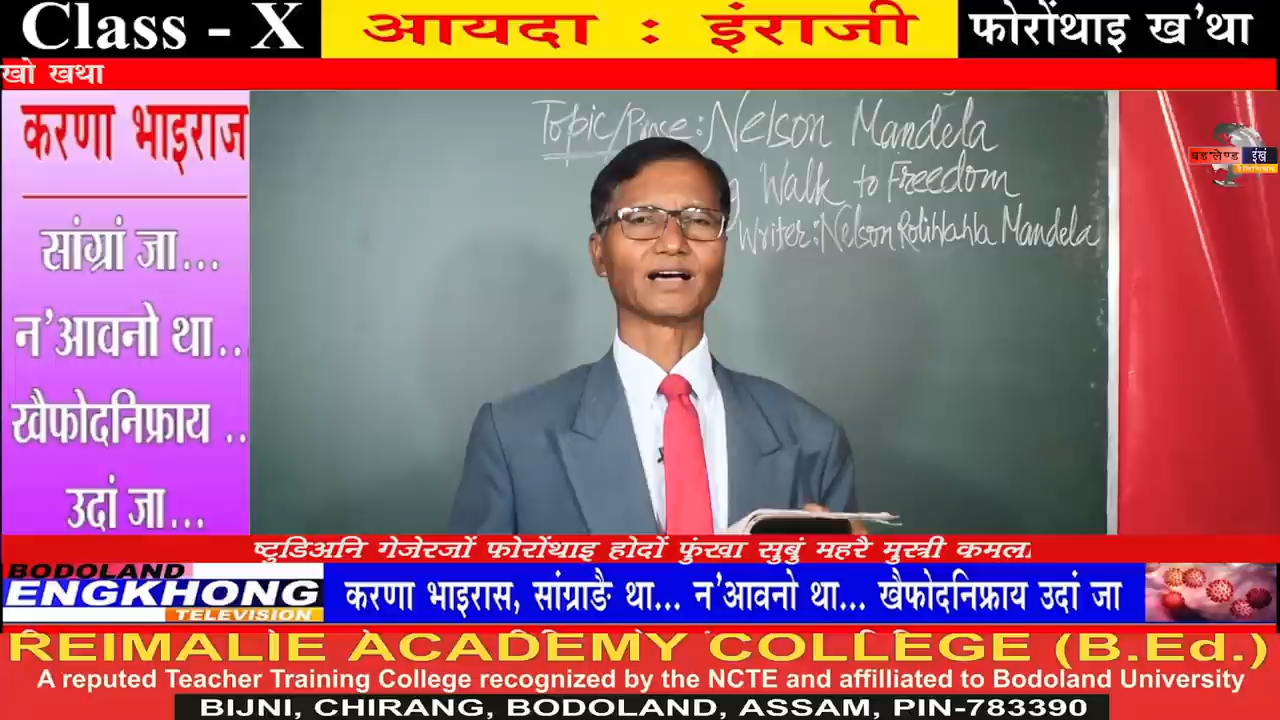 Class - X
आयदा : इंराजी
फोरोंथाइ ख'था
खो खथा
करणा भाइराज
सांग्रां जा...
न'आवनो था...
खैफोदनिफ्राय ..
उदां जा...
Topic/Prose: Nelson Mandela
Walk to Freedom
Writer: Nelson Rolihlahla Mandela
बड'लेण्ड इंखं
ष्टुडिअनि गेजेरजों फोरोंथाइ होदों फुंखा सुबुं महरै मुस्त्री कमला
BODOLAND
ENGKHONG
TELEVISION
करणा भाइरास, सांग्राङै था... न'आवनो था... खैफोदनिफ्राय उदां जा
REIMALIE ACADEMY COLLEGE (B.Ed.)
A reputed Teacher Training College recognized by the NCTE and affilliated to Bodoland University
BIJNI, CHIRANG, BODOLAND, ASSAM, PIN-783390